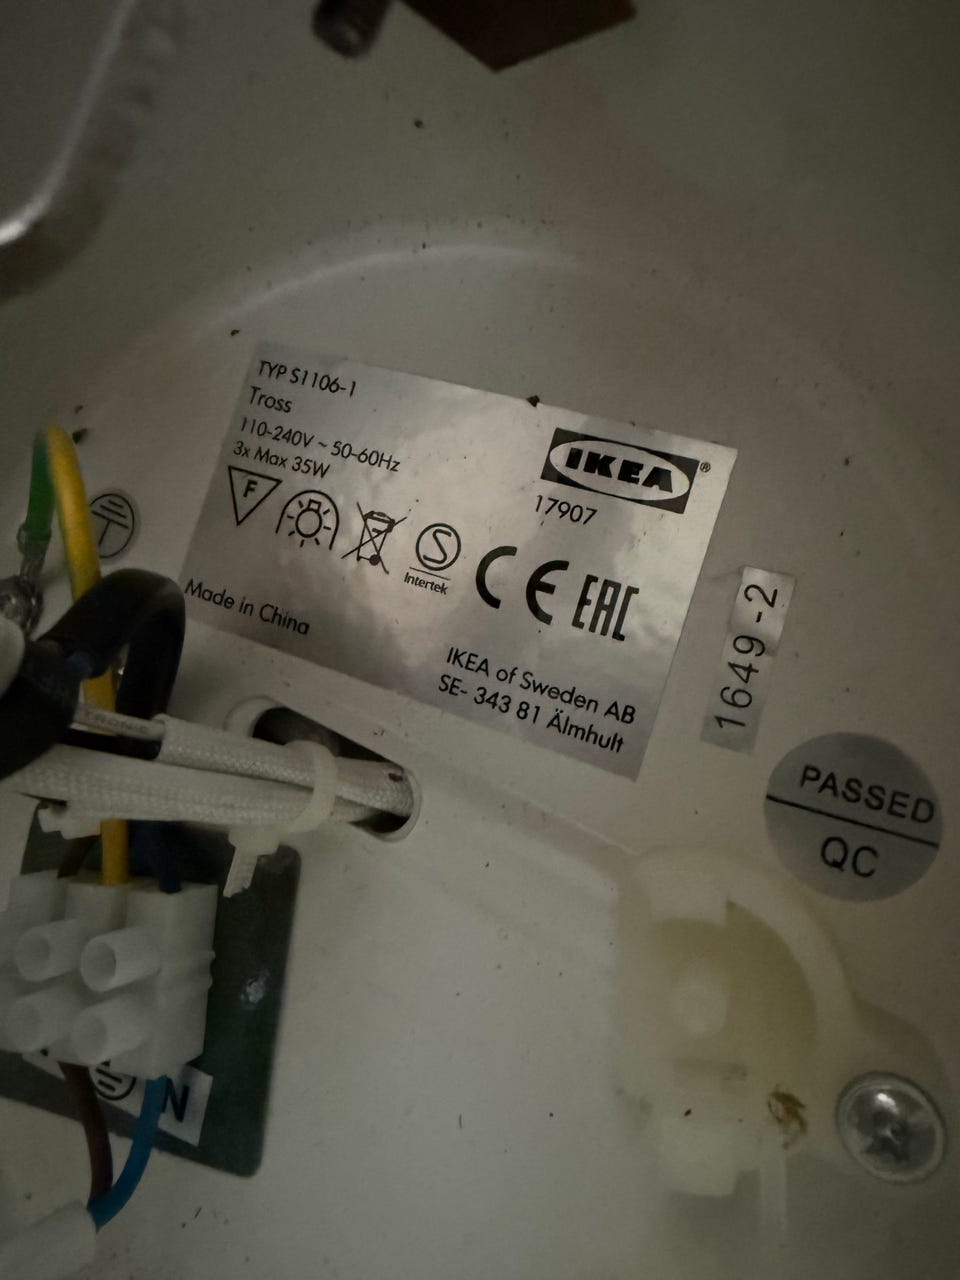 TYP S1106-1
Tross
110-240V ~ 50-60Hz
3x Max 35W
IKEA®
17907
F
S
Intertek
CE
EAC
Made in China
IKEA of Sweden AB
SE- 343 81 Älmhult
1649 -2
PASSED
QC
N